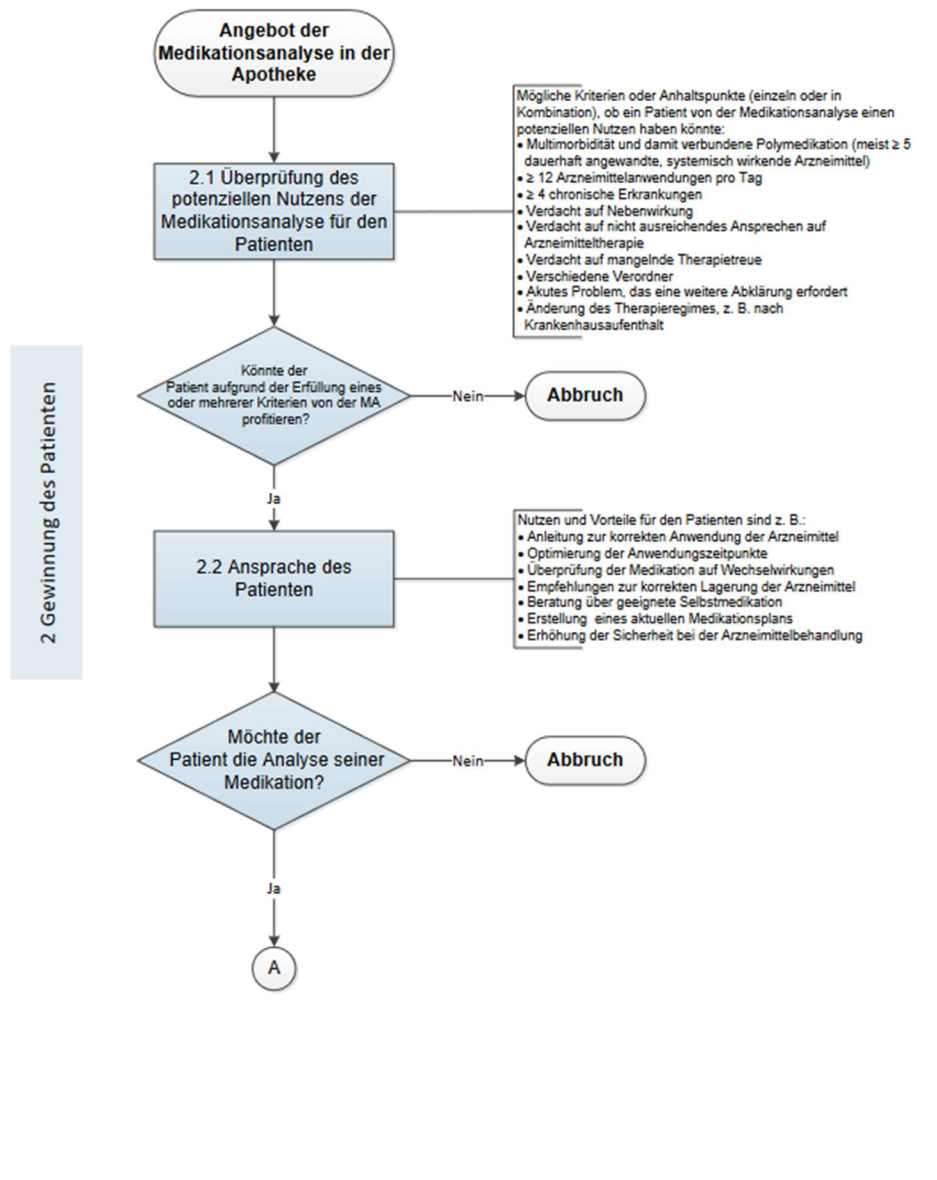 Angebot der
Medikationsanalyse in der
Apotheke
Mögliche Kriterien oder Anhaltspunkte (einzeln oder in
Kombination), ob ein Patient von der Medikationsanalyse einen
potenziellen Nutzen haben könnte:
• Multimorbidität und damit verbundene Polymedikation (meist ≥ 5
dauerhaft angewandte, systemisch wirkende Arzneimittel)
• ≥ 12 Arzneimittelanwendungen pro Tag
• ≥ 4 chronische Erkrankungen
• Verdacht auf Nebenwirkung
• Verdacht auf nicht ausreichendes Ansprechen auf
Arzneimitteltherapie
• Verdacht auf mangelnde Therapietreue
• Verschiedene Verordner
• Akutes Problem, das eine weitere Abklärung erfordert
• Änderung des Therapieregimes, z. B. nach
Krankenhausaufenthalt
2.1 Überprüfung des
potenziellen Nutzens der
Medikationsanalyse für den
Patienten
Könnte der
Patient aufgrund der Erfüllung eines
oder mehrerer Kriterien von der MA
profitieren?
Nein
Abbruch
Ja
2 Gewinnung des Patienten
2.2 Ansprache des
Patienten
Nutzen und Vorteile für den Patienten sind z. B.:
• Anleitung zur korrekten Anwendung der Arzneimittel
• Optimierung der Anwendungszeitpunkte
• Überprüfung der Medikation auf Wechselwirkungen
• Empfehlungen zur korrekten Lagerung der Arzneimittel
• Beratung über geeignete Selbstmedikation
• Erstellung eines aktuellen Medikationsplans
• Erhöhung der Sicherheit bei der Arzneimittelbehandlung
Möchte der
Patient die Analyse seiner
Medikation?
Nein
Abbruch
Ja
A